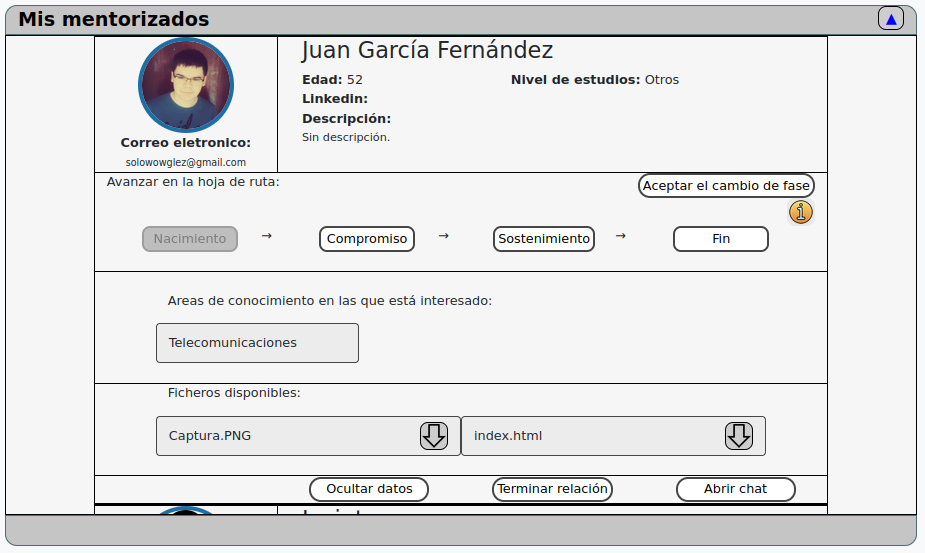 Mis mentorizados
▲
Juan García Fernández
Edad: 52
Nivel de estudios: Otros
Linkedin:
Descripción:
Sin descripción.
Correo eletronico:
solowowglez@gmail.com
Avanzar en la hoja de ruta:
Aceptar el cambio de fase
i
Nacimiento → Compromiso → Sostenimiento → Fin
Areas de conocimiento en las que está interesado:
Telecomunicaciones
Ficheros disponibles:
Captura.PNG
index.html
Ocultar datos
Terminar relación
Abrir chat